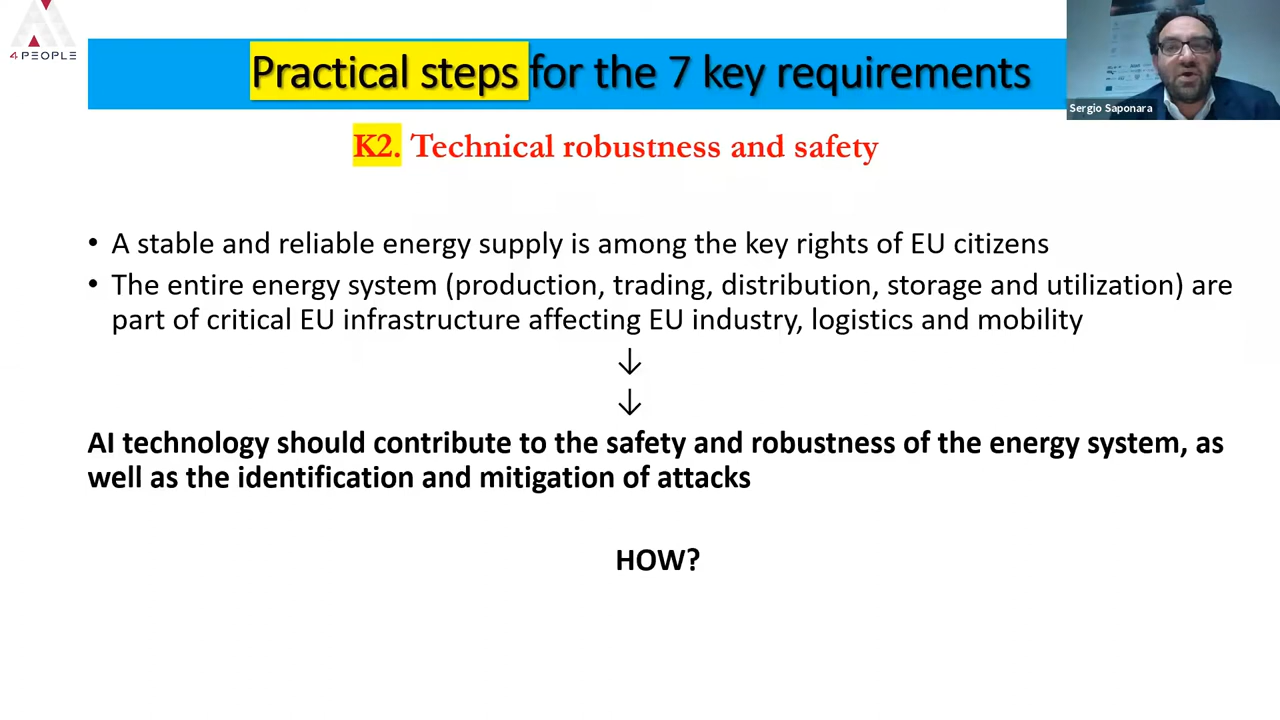 4PEOPLE
Practical steps for the 7 key requirements
Sergio Saponara
K2. Technical robustness and safety
• A stable and reliable energy supply is among the key rights of EU citizens
• The entire energy system (production, trading, distribution, storage and utilization) are
part of critical EU infrastructure affecting EU industry, logistics and mobility
↓
↓
AI technology should contribute to the safety and robustness of the energy system, as
well as the identification and mitigation of attacks
HOW?